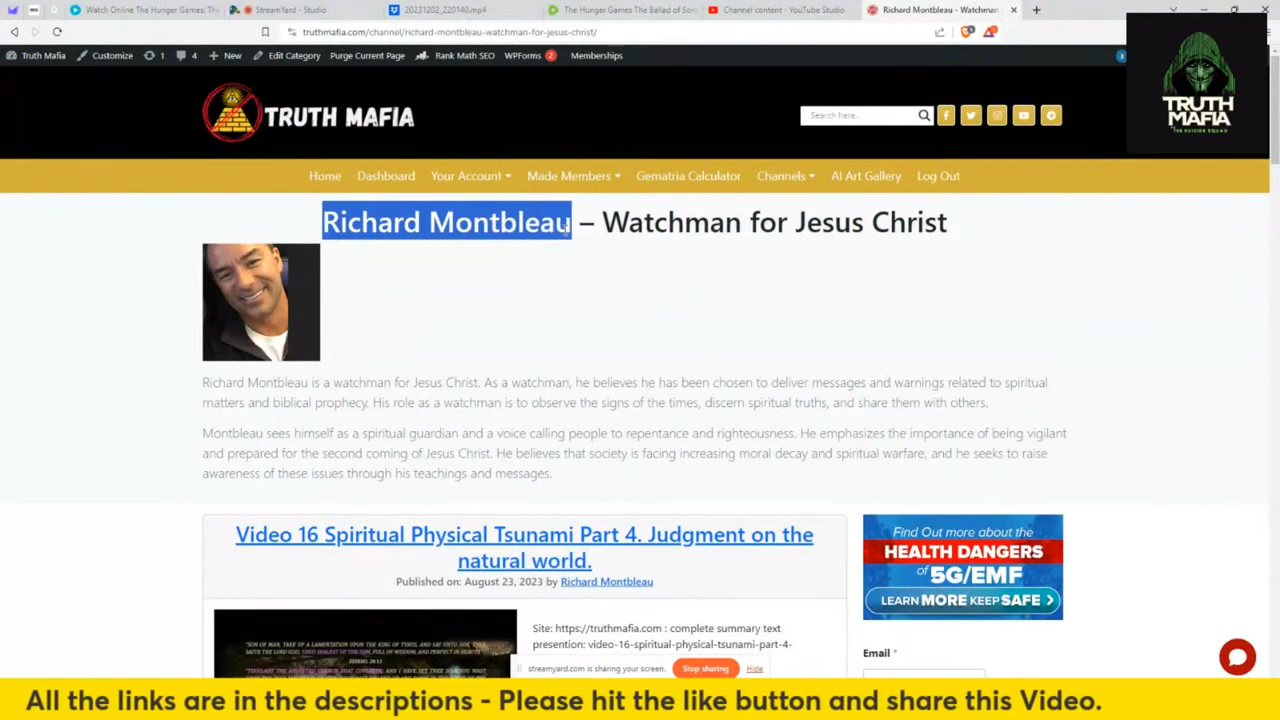 Watch Online The Hunger Games: Thi
StreamYard - Studio
20231202_220140.mp4
The Hunger Games The Ballad of Son
Channel content - YouTube Studio
Richard Montbleau - Watchman
truthmafia.com/channel/richard-montbleau-watchman-for-jesus-christ/
Truth Mafia
Customize
1
4
New
Edit Category
Purge Current Page
Rank Math SEO
WPForms 2
Memberships
TRUTH MAFIA
Search here..
TRUTH
MAFIA
THE SUICIDE SQUAD
Home
Dashboard
Your Account
Made Members
Gematria Calculator
Channels
AI Art Gallery
Log Out
Richard Montbleau – Watchman for Jesus Christ
Richard Montbleau is a watchman for Jesus Christ. As a watchman, he believes he has been chosen to deliver messages and warnings related to spiritual
matters and biblical prophecy. His role as a watchman is to observe the signs of the times, discern spiritual truths, and share them with others.
Montbleau sees himself as a spiritual guardian and a voice calling people to repentance and righteousness. He emphasizes the importance of being vigilant
and prepared for the second coming of Jesus Christ. He believes that society is facing increasing moral decay and spiritual warfare, and he seeks to raise
awareness of these issues through his teachings and messages.
Video 16 Spiritual Physical Tsunami Part 4. Judgment on the
natural world.
Published on: August 23, 2023 by Richard Montbleau
Site: https://truthmafia.com : complete summary text
presention: video-16-spiritual-physical-tsunami-part-4-
Find Out more about the
HEALTH DANGERS
of 5G/EMF
LEARN MORE KEEP SAFE >
Email *
streamyard.com is sharing your screen.
Stop sharing
Hide
All the links are in the descriptions - Please hit the like button and share this Video.